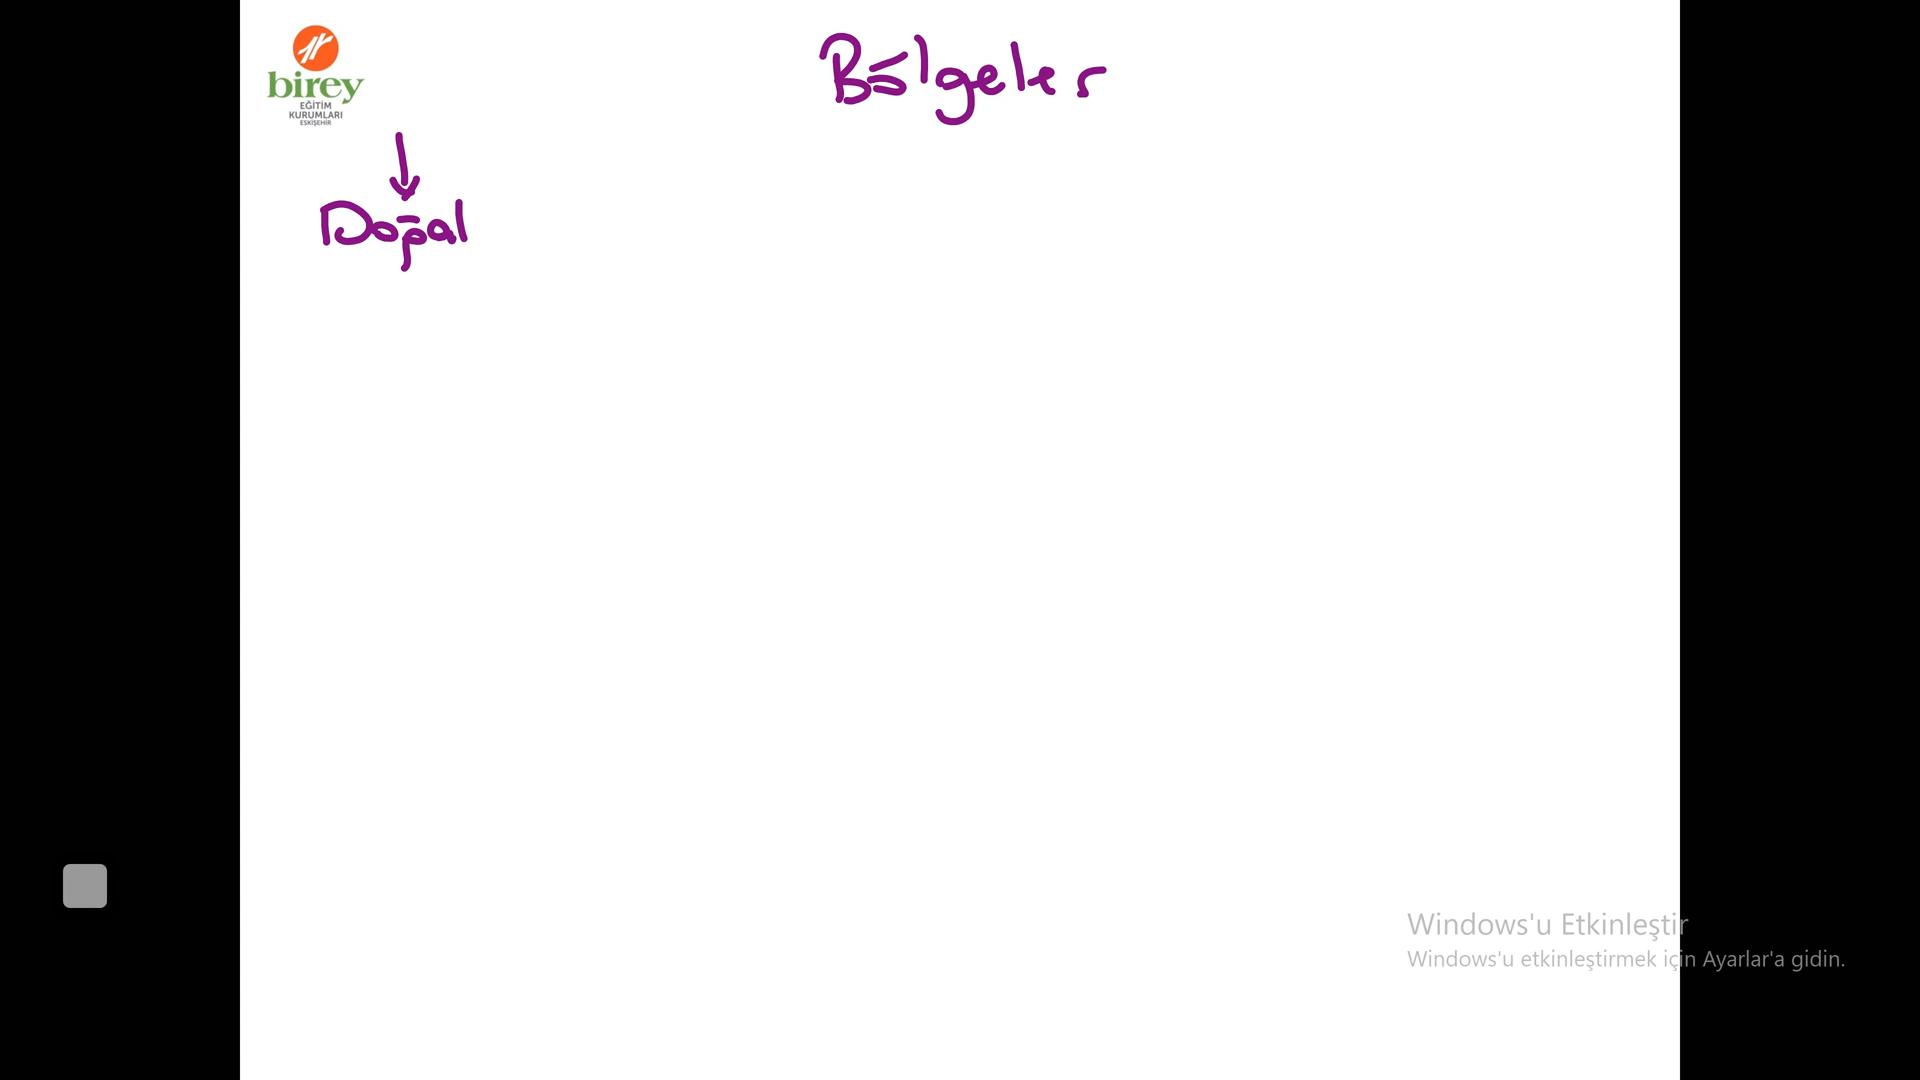 birey
EĞİTİM
KURUMLARI
ESKİŞEHİR
Bölgeler
Doğal
Windows'u Etkinleştir
Windows'u etkinleştirmek için Ayarlar'a gidin.